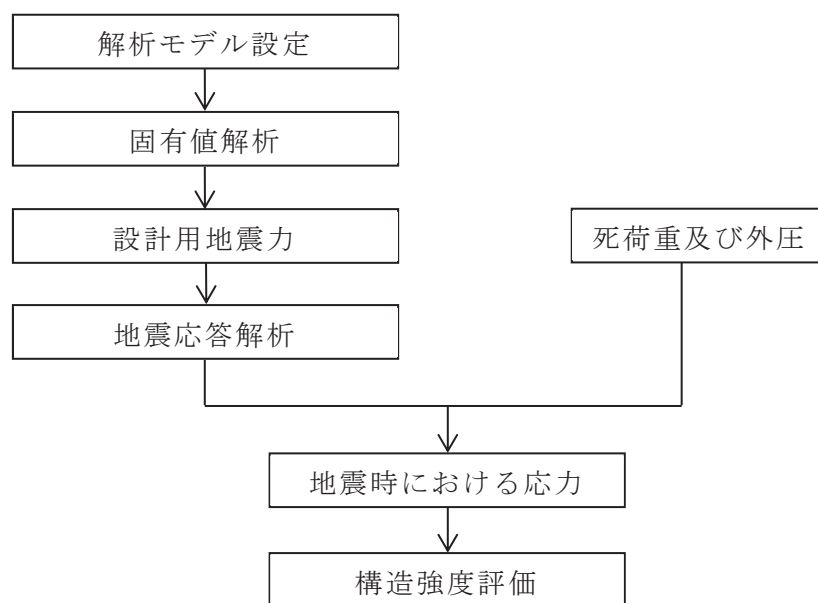 解析モデル設定
固有値解析
設計用地震力
死荷重及び外圧
地震応答解析
地震時における応力
構造強度評価